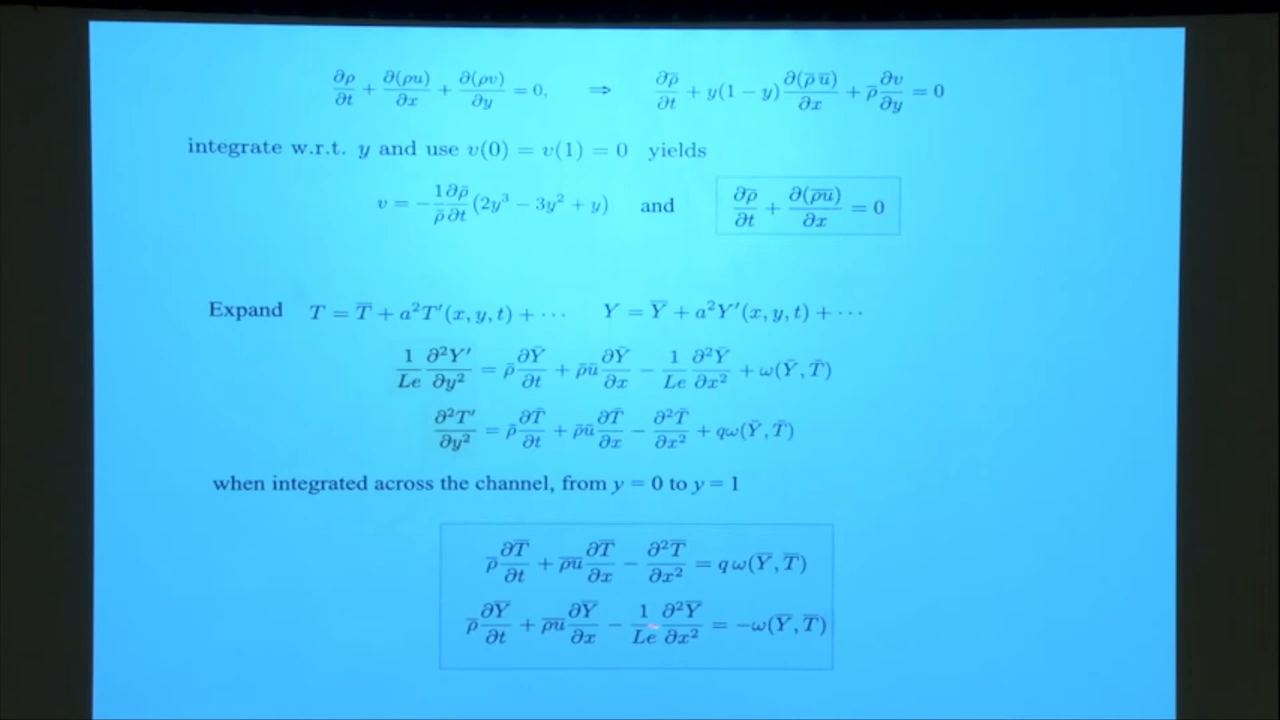 ∂ρ/∂t + ∂(ρu)/∂x + ∂(ρv)/∂y = 0, ⇒ ∂ρ̅/∂t + y(1 − y) ∂(ρ̅ u̅)/∂x + ρ̅ ∂v/∂y = 0
integrate w.r.t. y and use v(0) = v(1) = 0 yields
v = − 1/ρ̄ ∂ρ̄/∂t (2y³ − 3y² + y) and ∂ρ̅/∂t + ∂(ρ̅u̅)/∂x = 0
Expand T = T̅ + a²T′(x, y, t) + ⋯ Y = Y̅ + a²Y′(x, y, t) + ⋯
1/Le ∂²Y′/∂y² = ρ̄ ∂Ȳ/∂t + ρ̄ū ∂Ȳ/∂x − 1/Le ∂²Ȳ/∂x² + ω(Ȳ, T̄)
∂²T′/∂y² = ρ̄ ∂T̄/∂t + ρ̄ū ∂T̄/∂x − ∂²T̄/∂x² + qω(Ȳ, T̄)
when integrated across the channel, from y = 0 to y = 1
ρ̅ ∂T̅/∂t + ρ̅u̅ ∂T̅/∂x − ∂²T̅/∂x² = q ω(Y̅, T̅)
ρ̅ ∂Y̅/∂t + ρ̅u̅ ∂Y̅/∂x − 1/Le ∂²Y̅/∂x² = −ω(Y̅, T̅)